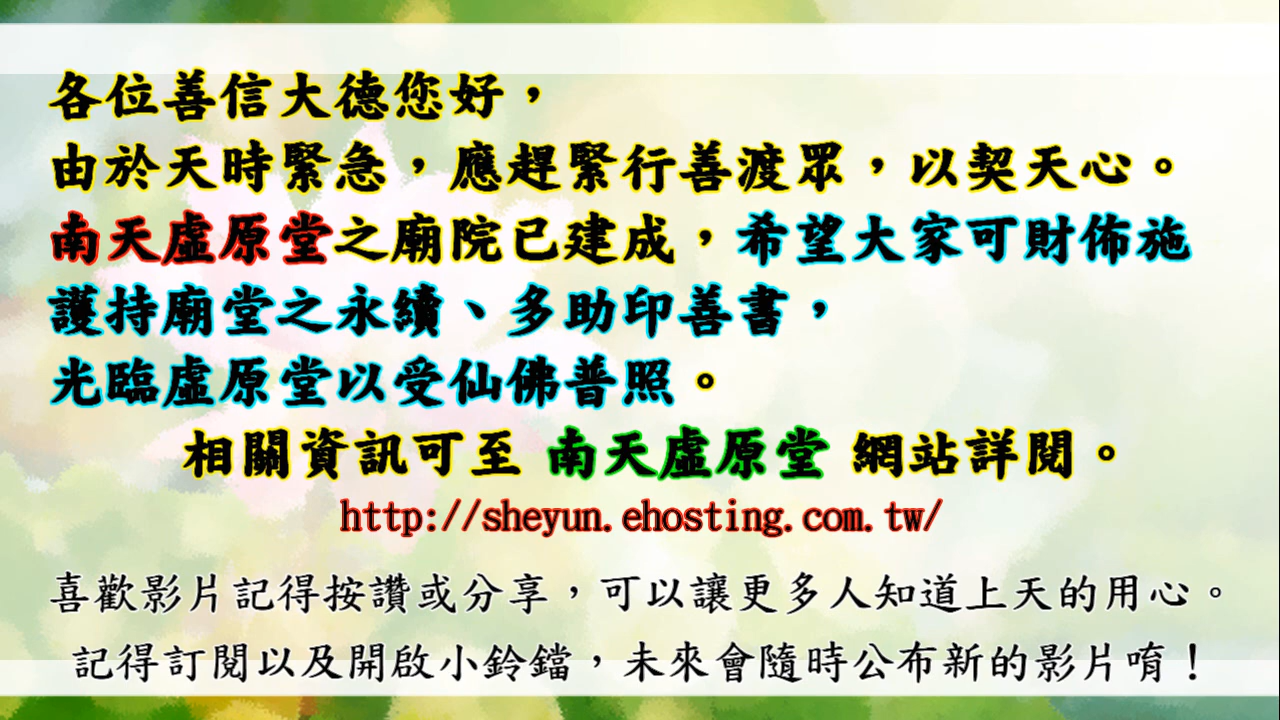 各位善信大德您好，
由於天時緊急，應趕緊行善渡眾，以契天心。
南天虛原堂之廟院已建成，希望大家可財佈施
護持廟堂之永續、多助印善書，
光臨虛原堂以受仙佛普照。
相關資訊可至 南天虛原堂 網站詳閱。
http://sheyun.ehosting.com.tw/
喜歡影片記得按讚或分享，可以讓更多人知道上天的用心。
記得訂閱以及開啟小鈴鐺，未來會隨時公布新的影片唷！